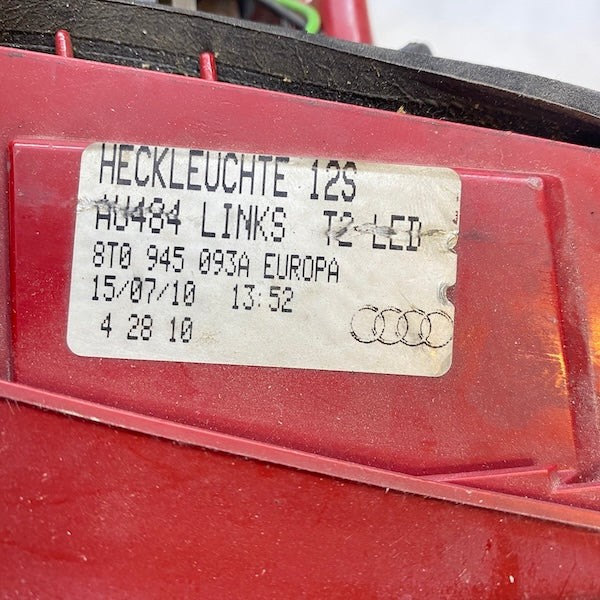 HECKLEUCHTE 12S
AU484 LINKS T2 LED
8T0 945 093A EUROPA
15/07/10 13:52
4 28 10